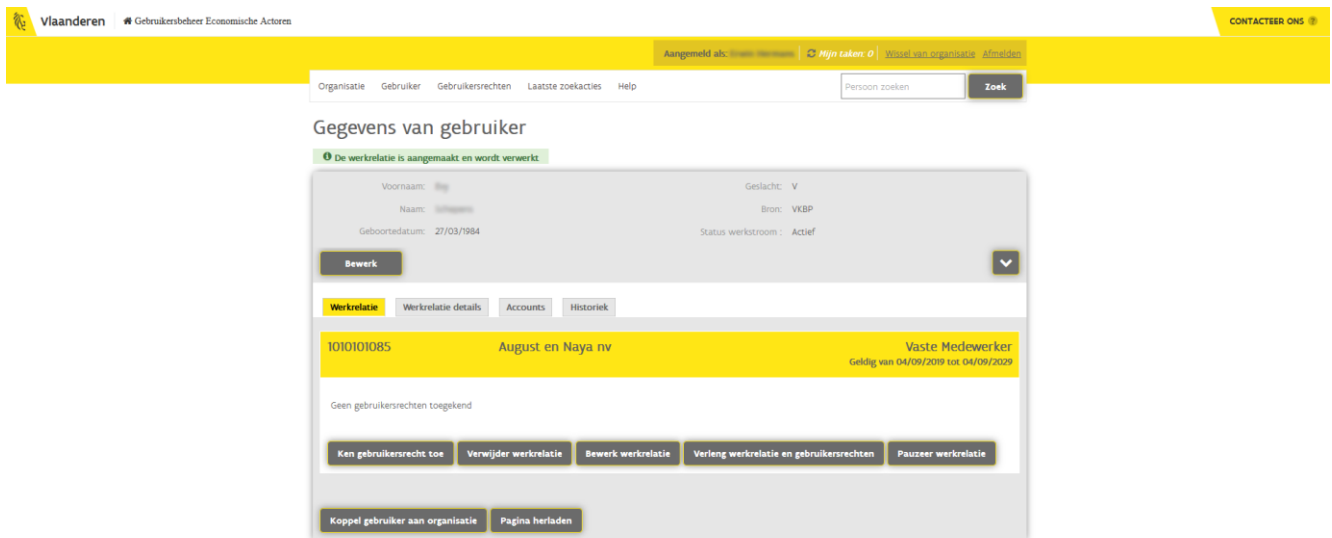 Vlaanderen Gebruikersbeheer Economische Actoren CONTACTEER ONS ?
Aangemeld als: Mijn taken: 0 Wissel van organisatie Afmelden
Organisatie Gebruiker Gebruikersrechten Laatste zoekacties Help Persoon zoeken Zoek
Gegevens van gebruiker
De werkrelatie is aangemaakt en wordt verwerkt
Voornaam: Geslacht: V
Naam: Bron: VKBP
Geboortedatum: 27/03/1984 Status werkstroom : Actief
Bewerk
Werkrelatie Werkrelatie details Accounts Historiek
1010101085 August en Naya nv Vaste Medewerker
Geldig van 04/09/2019 tot 04/09/2029
Geen gebruikersrechten toegekend
Ken gebruikersrecht toe Verwijder werkrelatie Bewerk werkrelatie Verleng werkrelatie en gebruikersrechten Pauzeer werkrelatie
Koppel gebruiker aan organisatie Pagina herladen